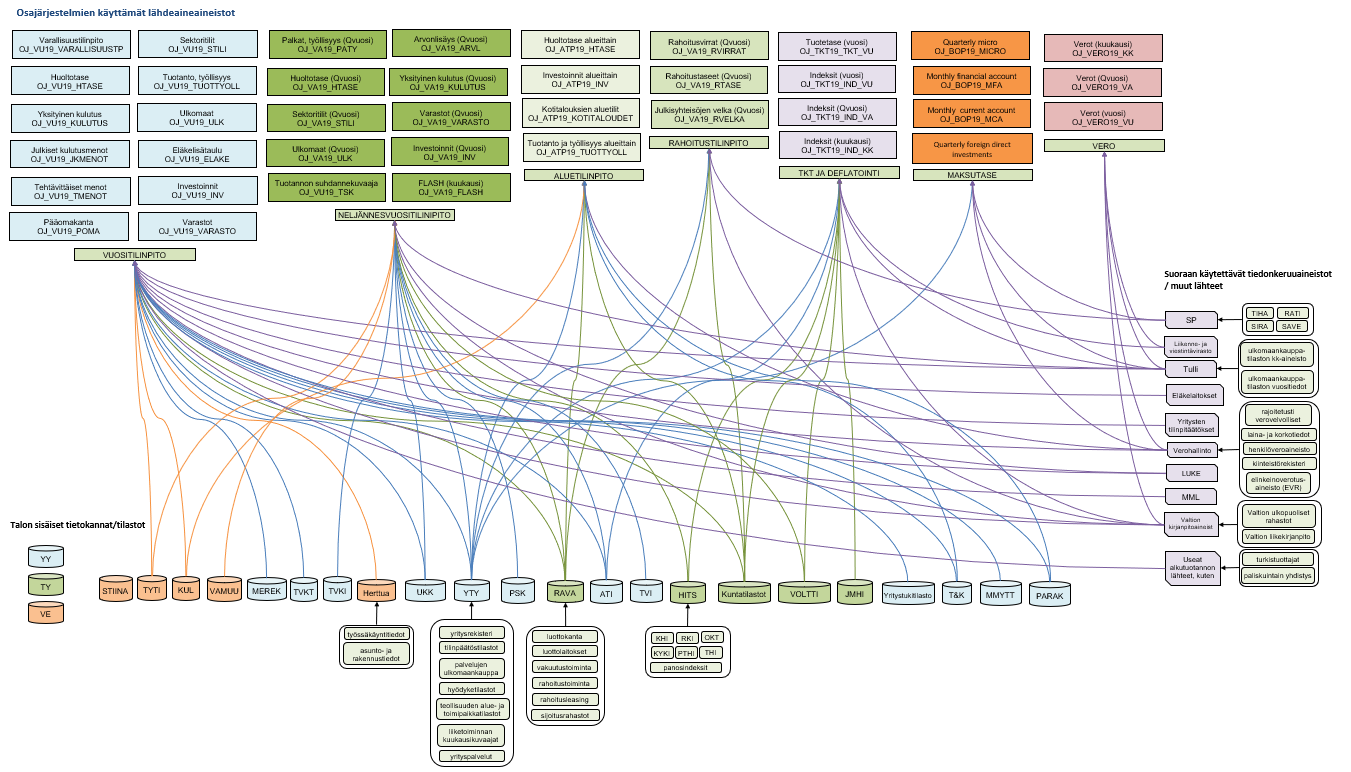 Osajärjestelmien käyttämät lähdeaineaineistot
Varallisuustilinpito
OJ_VU19_VARALLISUUSTP
Sektoritilit
OJ_VU19_STILI
Huoltotase
OJ_VU19_HTASE
Tuotanto, työllisyys
OJ_VU19_TUOTTYOLL
Yksityinen kulutus
OJ_VU19_KULUTUS
Ulkomaat
OJ_VU19_ULK
Julkiset kulutusmenot
OJ_VU19_JKMENOT
Eläkelisätaulu
OJ_VU19_ELAKE
Tehtävittäiset menot
OJ_VU19_TMENOT
Investoinnit
OJ_VU19_INV
Pääomakanta
OJ_VU19_POMA
Varastot
OJ_VU19_VARASTO
VUOSITILINPITO
Palkat, työllisyys (Qvuosi)
OJ_VA19_PATY
Arvonlisäys (Qvuosi)
OJ_VA19_ARVL
Huoltotase (Qvuosi)
OJ_VA19_HTASE
Yksityinen kulutus (Qvuosi)
OJ_VA19_KULUTUS
Sektoritilit (Qvuosi)
OJ_VA19_STILI
Varastot (Qvuosi)
OJ_VA19_VARASTO
Ulkomaat (Qvuosi)
OJ_VA19_ULK
Investoinnit (Qvuosi)
OJ_VA19_INV
Tuotannon suhdannekuvaaja
OJ_VU19_TSK
FLASH (kuukausi)
OJ_VA19_FLASH
NELJÄNNESVUOSITILINPITO
Huoltotase alueittain
OJ_ATP19_HTASE
Investoinnit alueittain
OJ_ATP19_INV
Kotitalouksien aluetilit
OJ_ATP19_KOTITALOUDET
Tuotanto ja työllisyys alueittain
OJ_ATP19_TUOTTYOLL
ALUETILINPITO
Rahoitusvirrat (Qvuosi)
OJ_VA19_RVIRRAT
Rahoitustaseet (Qvuosi)
OJ_VA19_RTASE
Julkisyhteisöjen velka (Qvuosi)
OJ_VA19_RVELKA
RAHOITUSTILINPITO
Tuotetase (vuosi)
OJ_TKT19_TKT_VU
Indeksit (vuosi)
OJ_TKT19_IND_VU
Indeksit (Qvuosi)
OJ_TKT19_IND_VA
Indeksit (kuukausi)
OJ_TKT19_IND_KK
TKT JA DEFLATOINTI
Quarterly micro
OJ_BOP19_MICRO
Monthly financial account
OJ_BOP19_MFA
Monthly current account
OJ_BOP19_MCA
Quarterly foreign direct
investments
MAKSUTASE
Verot (kuukausi)
OJ_VERO19_KK
Verot (Qvuosi)
OJ_VERO19_VA
Verot (vuosi)
OJ_VERO19_VU
VERO
Suoraan käytettävät tiedonkeruuaineistot
/ muut lähteet
SP
TIHA
RATI
SIRA
SAVE
Liikenne- ja
viestintävirasto
Tulli
ulkomaankauppa-
tilaston kk-aineisto
ulkomaankauppa-
tilaston vuositiedot
Eläkelaitokset
Yritysten
tilinpitäätökset
Verohallinto
rajoitetusti
verovelvolliset
laina- ja korkotiedot
henkilöveroaineisto
kiinteistörekisteri
elinkeinoverotus-
aineisto (EVR)
LUKE
MML
Valtion
kirjanpitoaineist
Valtion ulkopuoliset
rahastot
Valtion liikekirjanpito
Useat
alkutuotannon
lähteet, kuten
turkistuottajat
paliskuintain yhdistys
Talon sisäiset tietokannat/tilastot
YY
TY
VE
STIINA
TYTI
KUL
VAMUU
MEREK
TVKT
TVKI
Herttua
UKK
YTY
PSK
RAVA
ATI
TVI
HITS
Kuntatilastot
VOLTTI
JMHI
Yritystukitilasto
T&K
MMYTT
PARAK
työssäkäyntitiedot
asunto- ja
rakennustiedot
yritysrekisteri
tilinpäätöstilastot
palvelujen
ulkomaankauppa
hyödyketilastot
teollisuuden alue- ja
toimipaikkatilastot
liiketoiminnan
kuukausikuvaajat
yrityspalvelut
luottokanta
luottolaitokset
vakuutustoiminta
rahoitustoiminta
rahoitusleasing
sijoitusrahastot
KHI
RKI
OKT
KYKI
PTHI
THI
panosindeksit